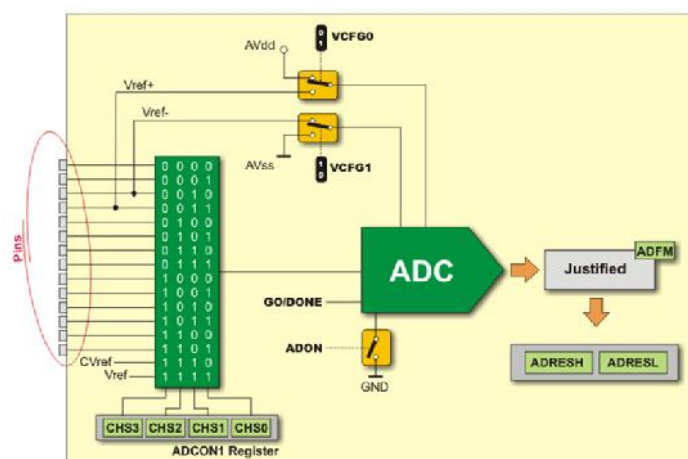 0
1
VCFG0
AVdd
Vref+
Vref-
AVss
1
0
VCFG1
Pins
0 0 0 0
0 0 0 1
0 0 1 0
0 0 1 1
0 1 0 0
0 1 0 1
0 1 1 0
0 1 1 1
1 0 0 0
1 0 0 1
1 0 1 0
1 0 1 1
1 1 0 0
1 1 0 1
CVref 1 1 1 0
Vref 1 1 1 1
ADC
GO/DONE
ADON
GND
ADFM
Justified
ADRESH ADRESL
CHS3 CHS2 CHS1 CHS0
ADCON1 Register